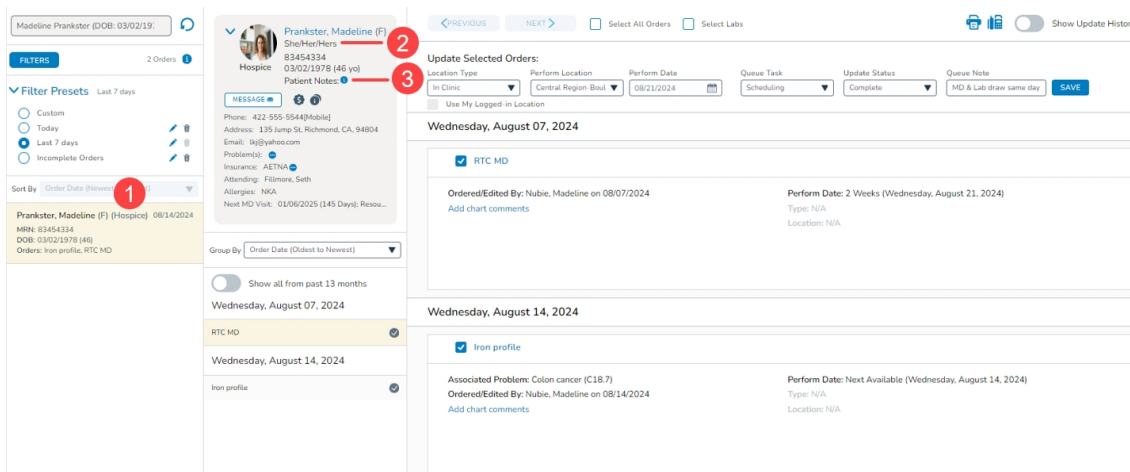 Madeline Prankster (DOB: 03/02/19
FILTERS
2 Orders
Filter Presets Last 7 days
Custom
Today
Last 7 days
Incomplete Orders
Sort By Order Date (Newest
1
Prankster, Madeline (F) (Hospice) 08/14/2024
MRN: 83454334
DOB: 03/02/1978 (46)
Orders: Iron profile, RTC MD
Prankster, Madeline (F)
She/Her/Hers
2
83454334
Hospice
03/02/1978 (46 yo)
Patient Notes:
3
MESSAGE
Phone: 422-555-5544[Mobile]
Address: 135 Jump St, Richmond, CA, 94804
Email: lkj@yahoo.com
Problem(s):
Insurance: AETNA
Attending: Fillmore, Seth
Allergies: NKA
Next MD Visit: 01/06/2025 (145 Days); Resou...
Group By Order Date (Oldest to Newest)
Show all from past 13 months
Wednesday, August 07, 2024
RTC MD
Wednesday, August 14, 2024
Iron profile
PREVIOUS NEXT Select All Orders Select Labs Show Update Histor
Update Selected Orders:
Location Type Perform Location Perform Date Queue Task Update Status Queue Note
In Clinic Central Region-Boul 08/21/2024 Scheduling Complete MD & Lab draw same day SAVE
Use My Logged-in Location
Wednesday, August 07, 2024
RTC MD
Ordered/Edited By: Nubie, Madeline on 08/07/2024 Perform Date: 2 Weeks (Wednesday, August 21, 2024)
Add chart comments Type: N/A
Location: N/A
Wednesday, August 14, 2024
Iron profile
Associated Problem: Colon cancer (C18.7) Perform Date: Next Available (Wednesday, August 14, 2024)
Ordered/Edited By: Nubie, Madeline on 08/14/2024 Type: N/A
Add chart comments Location: N/A